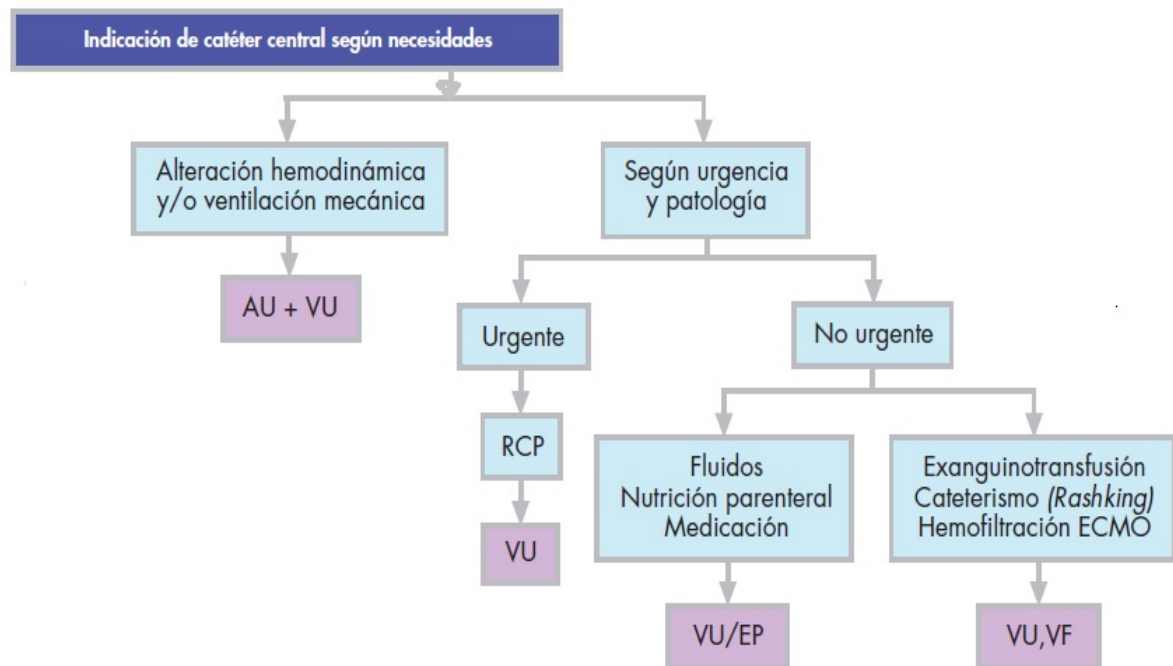 Indicación de catéter central según necesidades
Alteración hemodinámica
y/o ventilación mecánica
AU + VU
Según urgencia
y patología
Urgente
RCP
VU
No urgente
Fluidos
Nutrición parenteral
Medicación
VU/EP
Exanguinotransfusión
Cateterismo (Rashking)
Hemofiltración ECMO
VU,VF